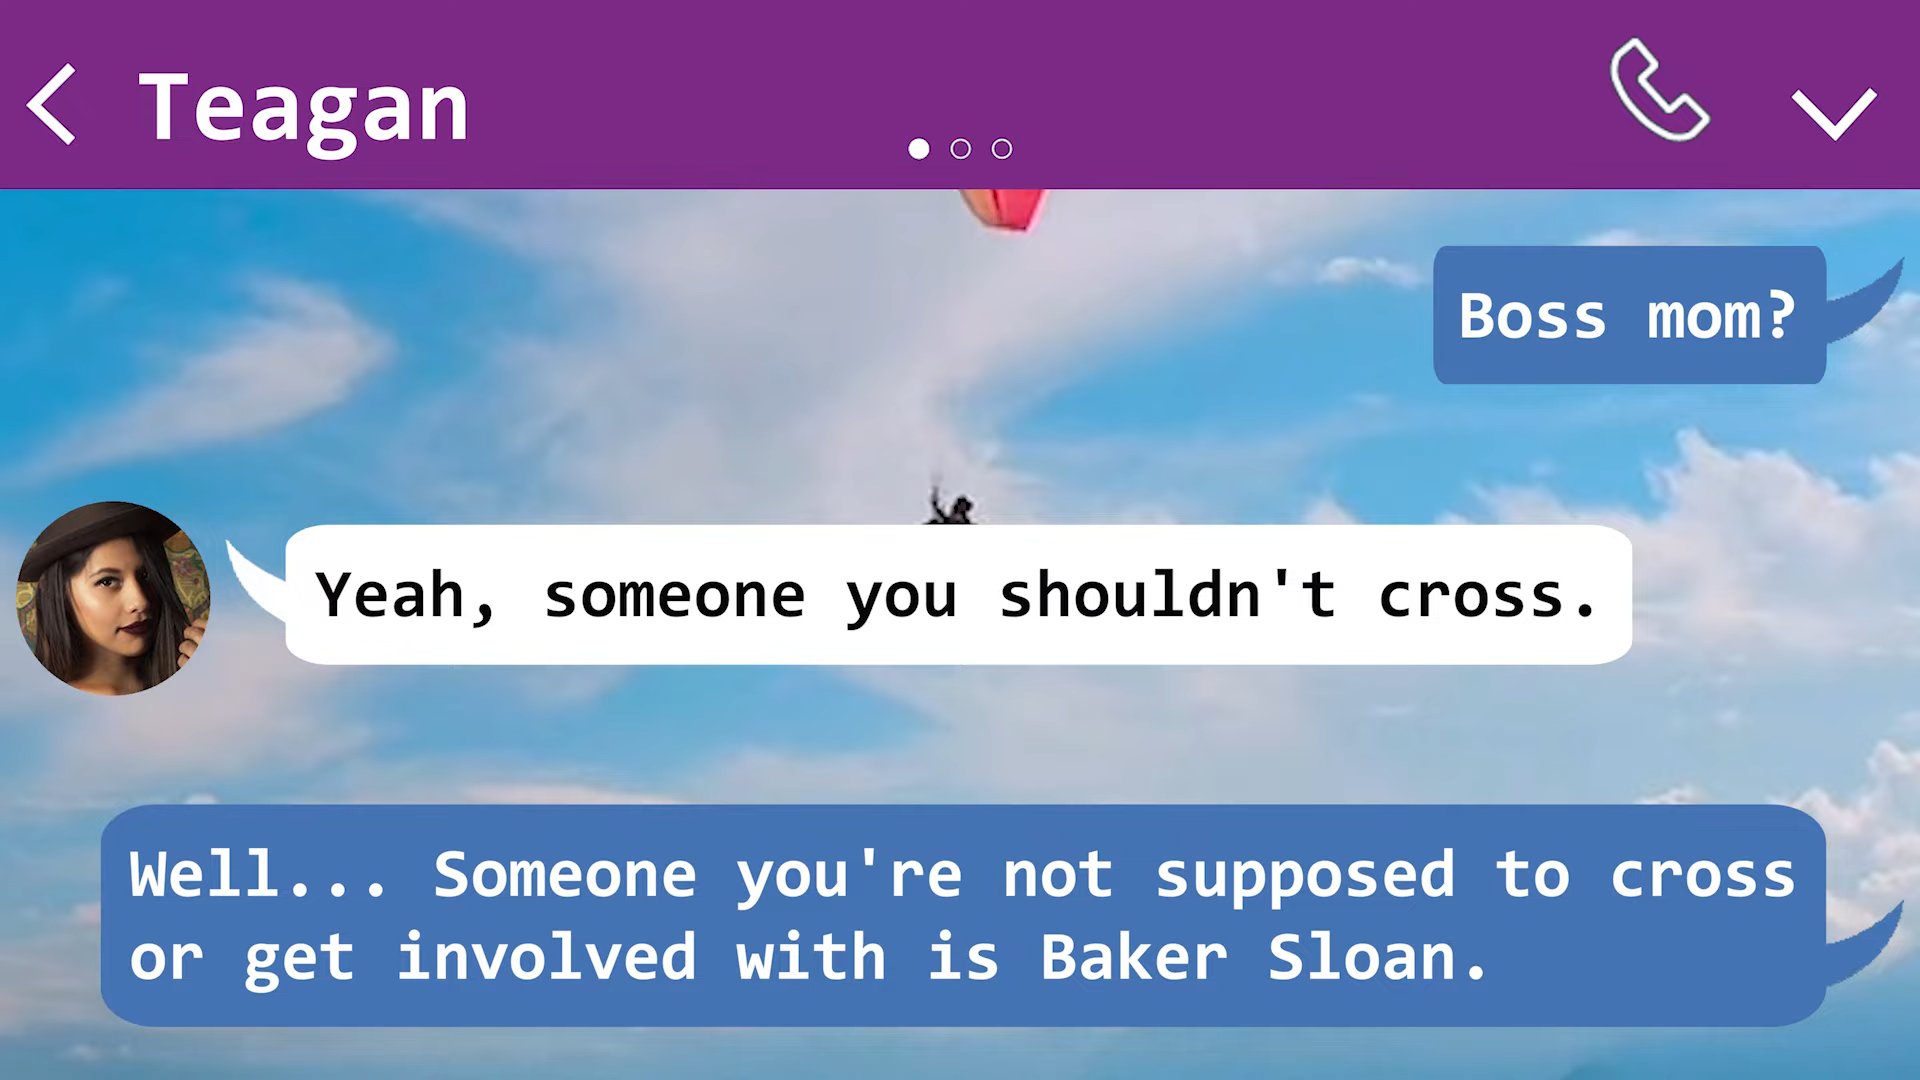 Teagan
Boss mom?
Yeah, someone you shouldn't cross.
Well... Someone you're not supposed to cross
or get involved with is Baker Sloan.